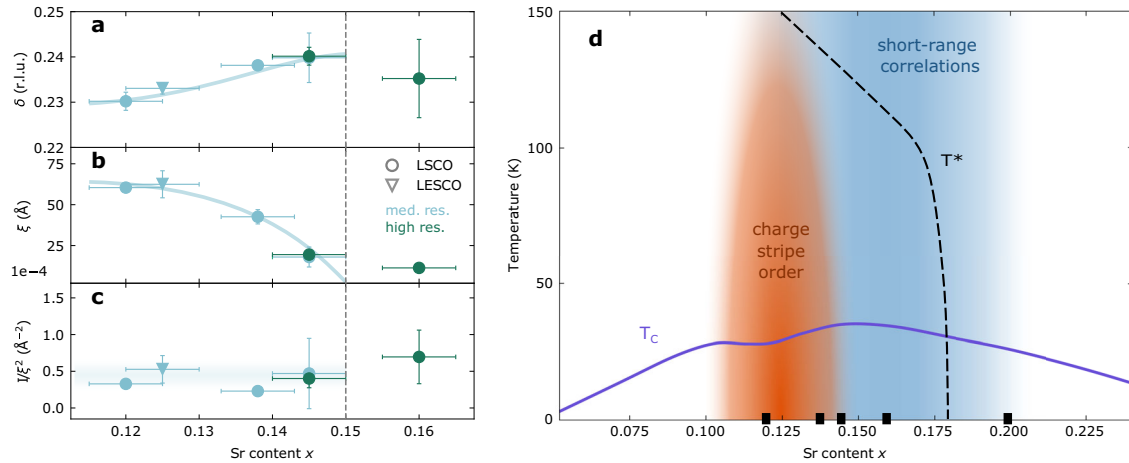 a
δ (r.l.u.)
0.24
0.23
0.22
b
ξ (Å)
75
50
25
LSCO
LESCO
med. res.
high res.
1e−4
c
I/ξ² (Å⁻²)
1.5
1.0
0.5
0.0
0.12 0.13 0.14 0.15 0.16
Sr content x
d
Temperature (K)
150
100
50
0
short-range
correlations
T*
charge
stripe
order
T_C
0.075 0.100 0.125 0.150 0.175 0.200 0.225
Sr content x